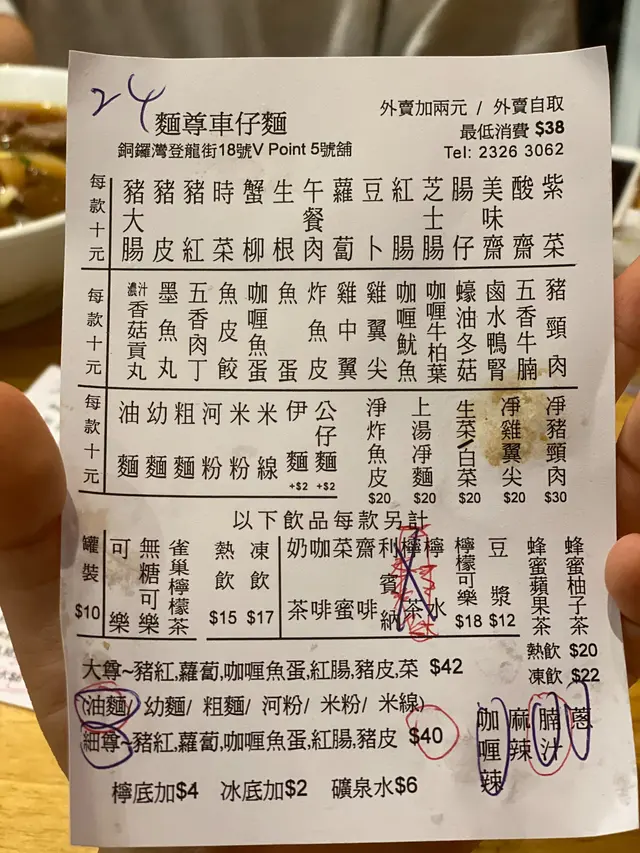 24
麵尊車仔麵
外賣加兩元 / 外賣自取
最低消費 $38
銅鑼灣登龍街18號V Point 5號舖
Tel: 2326 3062
每款十元
豬大腸 豬皮 豬紅 時菜 蟹柳 生根 午餐肉 蘿蔔 豆卜 紅腸 芝士腸 腸仔 美味齋 酸齋 紫菜
每款十元
濃汁香菇貢丸 墨魚丸 五香肉丁 魚皮餃 咖喱魚蛋 魚蛋 炸魚皮 雞中翼 雞翼尖 咖喱魷魚 咖喱牛柏葉 蠔油冬菇 鹵水鴨腎 五香牛腩 豬頸肉
每款十元
油麵 幼麵 粗麵 河粉 米粉 米線 伊麵 +$2 公仔麵 +$2 淨炸魚皮 $20 上湯淨麵 $20 生菜/白菜 $20 凈雞翼尖 $20 凈豬頸肉 $30
以下飲品每款另計
罐裝 $10 可樂 無糖可樂 雀巢檸檬茶
熱飲 $15 凍飲 $17 奶茶 咖啡 菜蜜 齋啡 利賓納 檸茶 檸水
檸檬可樂 $18 豆漿 $12 蜂蜜蘋果茶 蜂蜜柚子茶
熱飲 $20
凍飲 $22
大尊~豬紅,蘿蔔,咖喱魚蛋,紅腸,豬皮,菜 $42
油麵/ 幼麵/ 粗麵/ 河粉/ 米粉/ 米線)
細尊~豬紅,蘿蔔,咖喱魚蛋,紅腸,豬皮 $40
咖喱辣 麻辣 腩汁 蔥
檸底加$4 冰底加$2 礦泉水$6